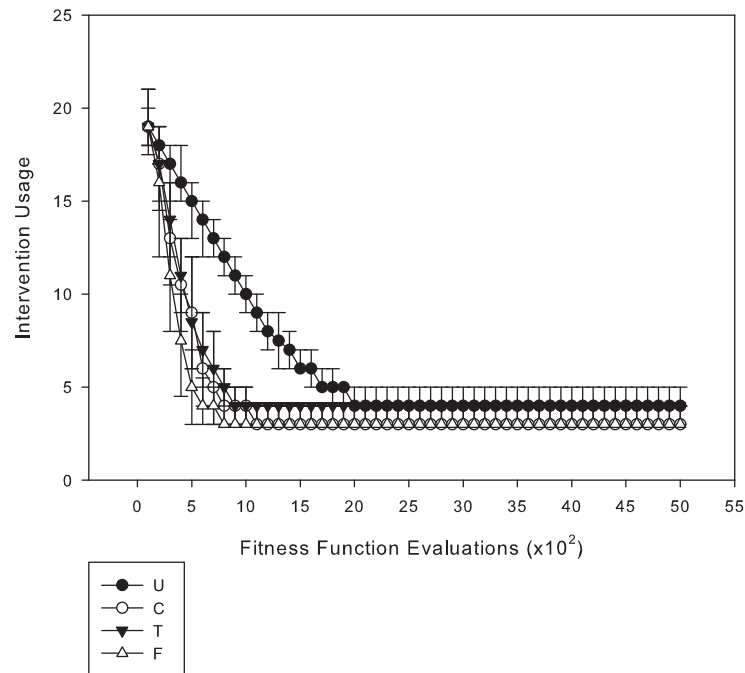 25
20
15
10
5
0
Intervention Usage
0 5 10 15 20 25 30 35 40 45 50 55
Fitness Function Evaluations (x10²)
U
C
T
F